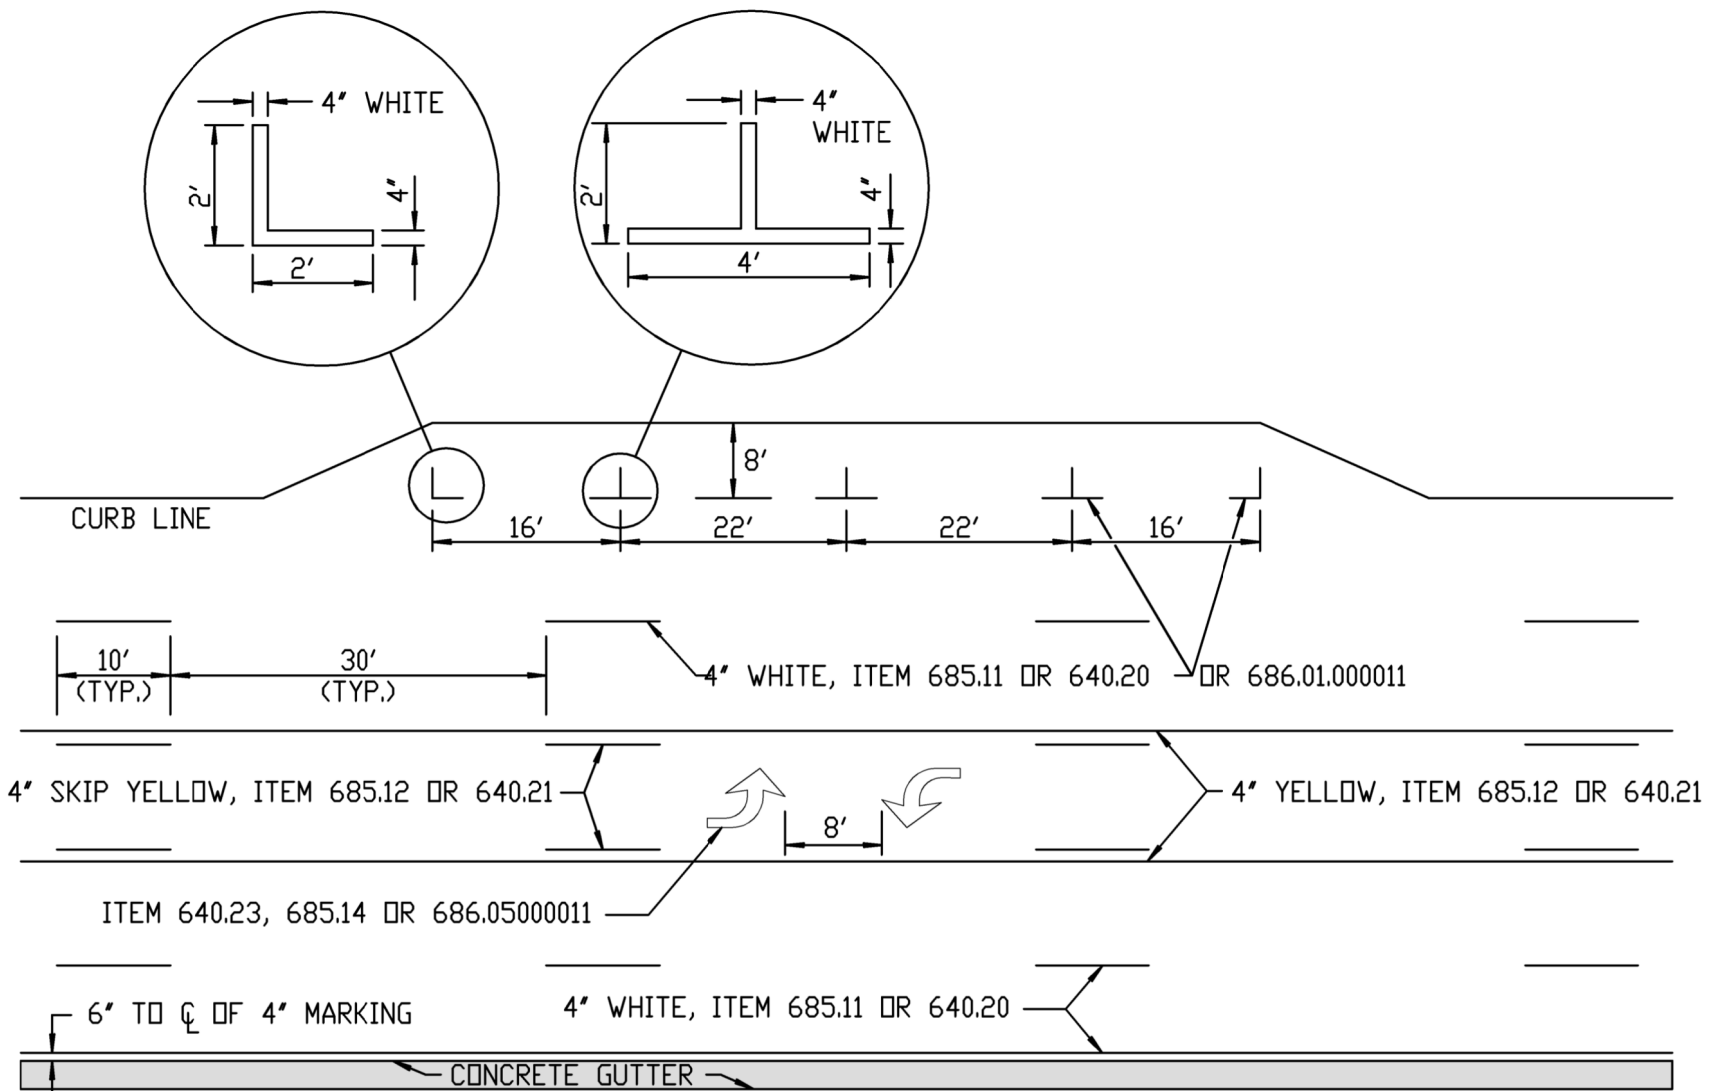 4" WHITE
4"
WHITE
2'
4"
2'
2'
4"
4'
8'
CURB LINE
16'
22'
22'
16'
10'
(TYP.)
30'
(TYP.)
4" WHITE, ITEM 685.11 OR 640.20
OR 686.01.000011
4" SKIP YELLOW, ITEM 685.12 OR 640.21
4" YELLOW, ITEM 685.12 OR 640.21
8'
ITEM 640.23, 685.14 OR 686.05000011
6" TO ℄ OF 4" MARKING
4" WHITE, ITEM 685.11 OR 640.20
CONCRETE GUTTER